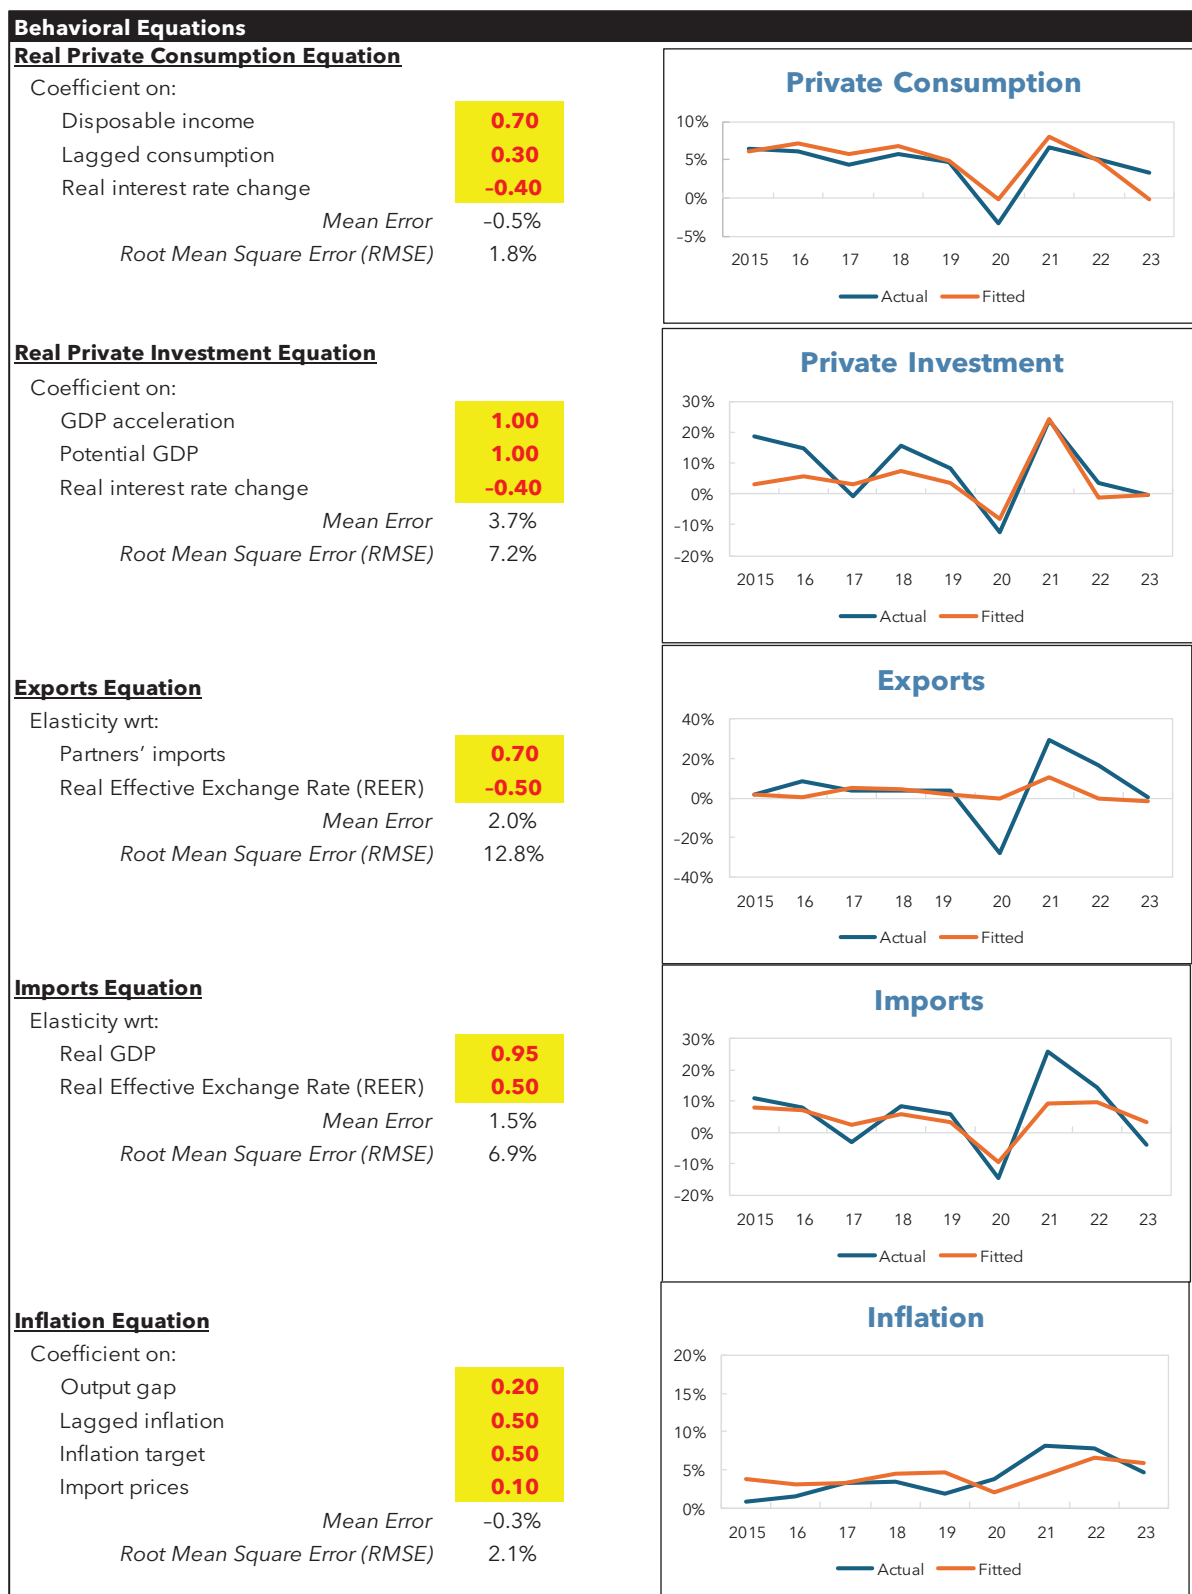 Behavioral Equations
Real Private Consumption Equation
Coefficient on:
Disposable income 0.70
Lagged consumption 0.30
Real interest rate change –0.40
Mean Error –0.5%
Root Mean Square Error (RMSE) 1.8%
Private Consumption
10%
5%
0%
–5%
2015 16 17 18 19 20 21 22 23
Actual Fitted
Real Private Investment Equation
Coefficient on:
GDP acceleration 1.00
Potential GDP 1.00
Real interest rate change –0.40
Mean Error 3.7%
Root Mean Square Error (RMSE) 7.2%
Private Investment
30%
20%
10%
0%
–10%
–20%
2015 16 17 18 19 20 21 22 23
Actual Fitted
Exports Equation
Elasticity wrt:
Partners’ imports 0.70
Real Effective Exchange Rate (REER) –0.50
Mean Error 2.0%
Root Mean Square Error (RMSE) 12.8%
Exports
40%
20%
0%
–20%
–40%
2015 16 17 18 19 20 21 22 23
Actual Fitted
Imports Equation
Elasticity wrt:
Real GDP 0.95
Real Effective Exchange Rate (REER) 0.50
Mean Error 1.5%
Root Mean Square Error (RMSE) 6.9%
Imports
30%
20%
10%
0%
–10%
–20%
2015 16 17 18 19 20 21 22 23
Actual Fitted
Inflation Equation
Coefficient on:
Output gap 0.20
Lagged inflation 0.50
Inflation target 0.50
Import prices 0.10
Mean Error –0.3%
Root Mean Square Error (RMSE) 2.1%
Inflation
20%
15%
10%
5%
0%
2015 16 17 18 19 20 21 22 23
Actual Fitted